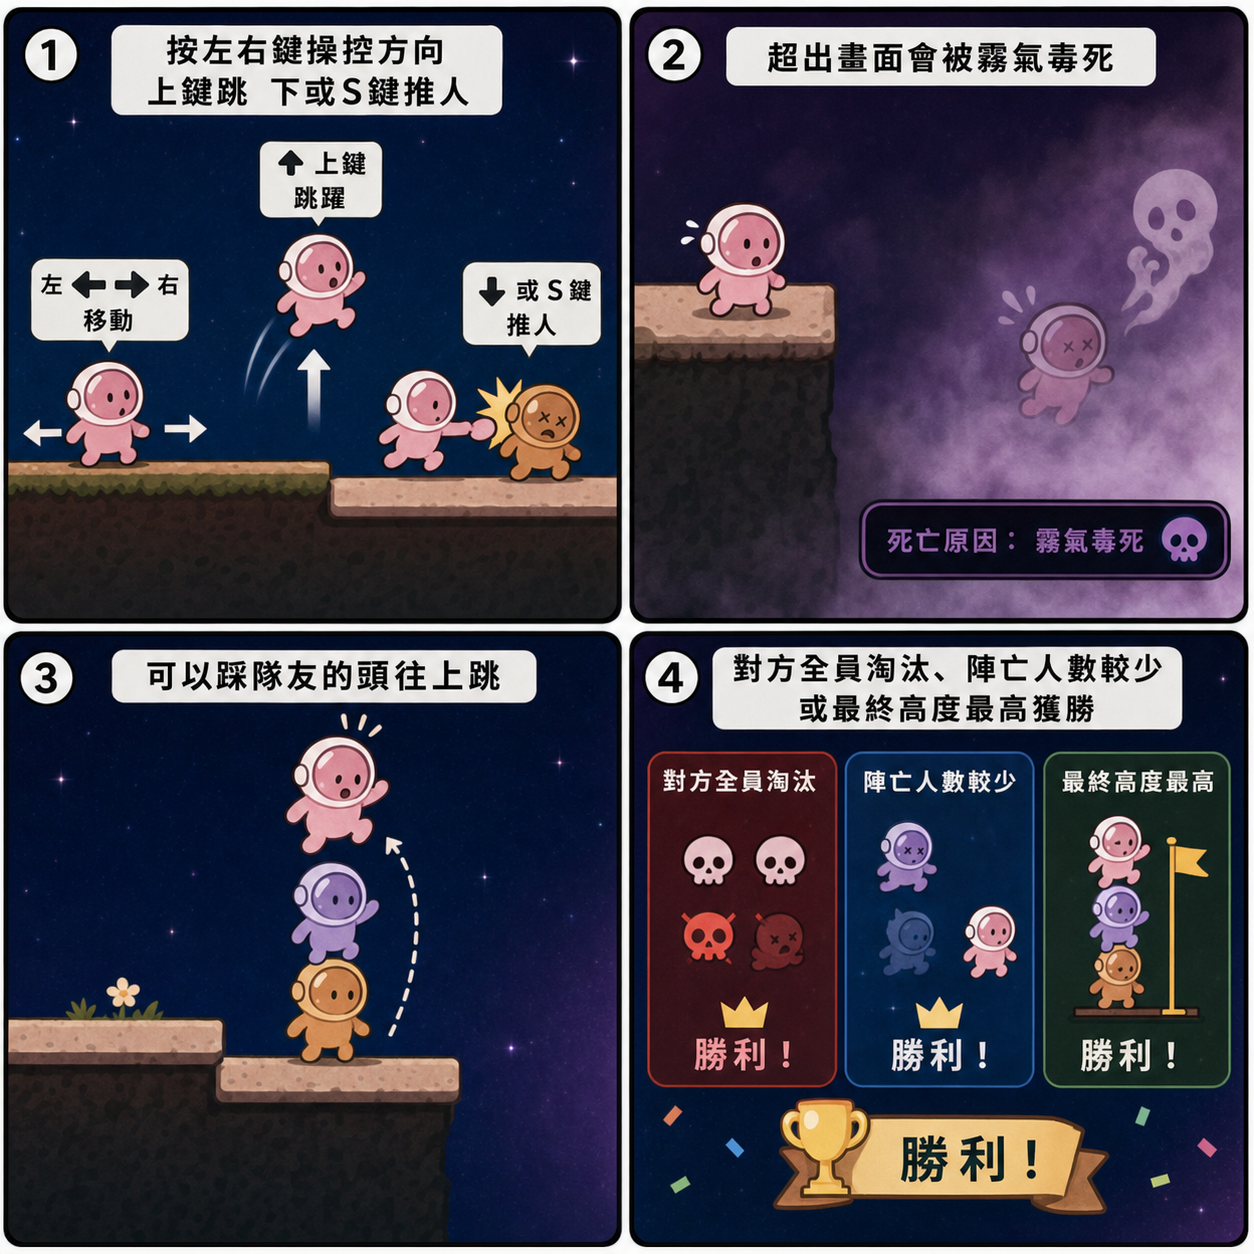 1
按左右鍵操控方向
上鍵跳 下或S鍵推人
↑ 上鍵
跳躍
左 ← → 右
移動
↓ 或 S 鍵
推人
2
超出畫面會被霧氣毒死
死亡原因： 霧氣毒死
3
可以踩隊友的頭往上跳
4
對方全員淘汰、陣亡人數較少
或最終高度最高獲勝
對方全員淘汰
勝利！
陣亡人數較少
勝利！
最終高度最高
勝利！
勝利！